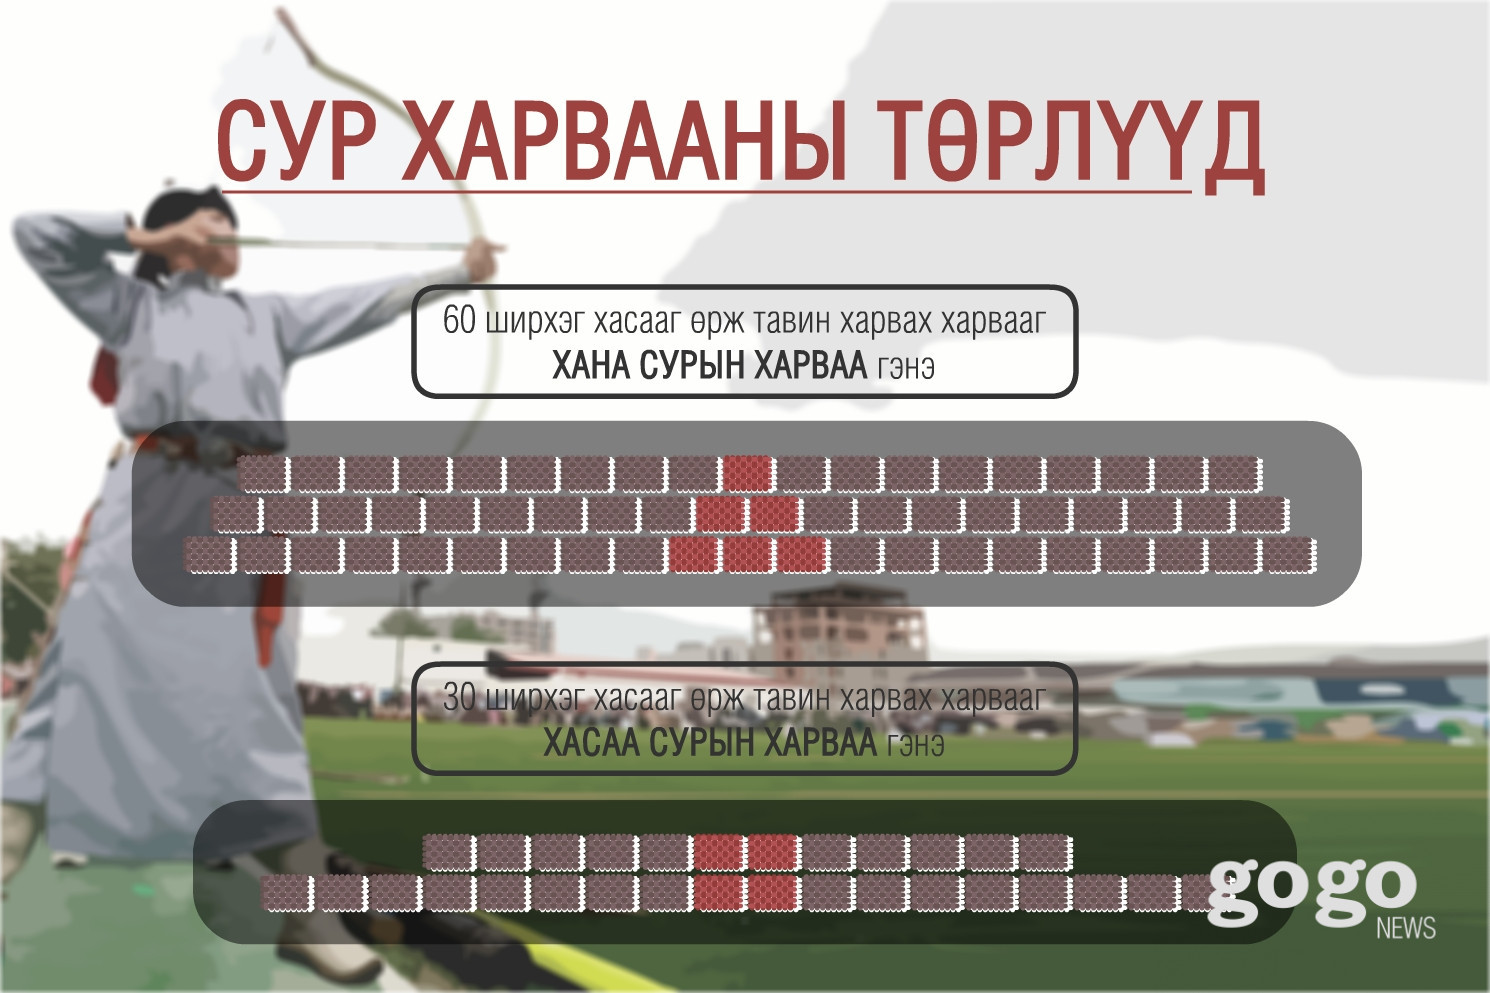 СУР ХАРВААНЫ ТӨРЛҮҮД
60 ширхэг хасааг өрж тавин харвах харвааг
ХАНА СУРЫН ХАРВАА гэнэ
30 ширхэг хасааг өрж тавин харвах харвааг
ХАСАА СУРЫН ХАРВАА гэнэ
gogo
NEWS